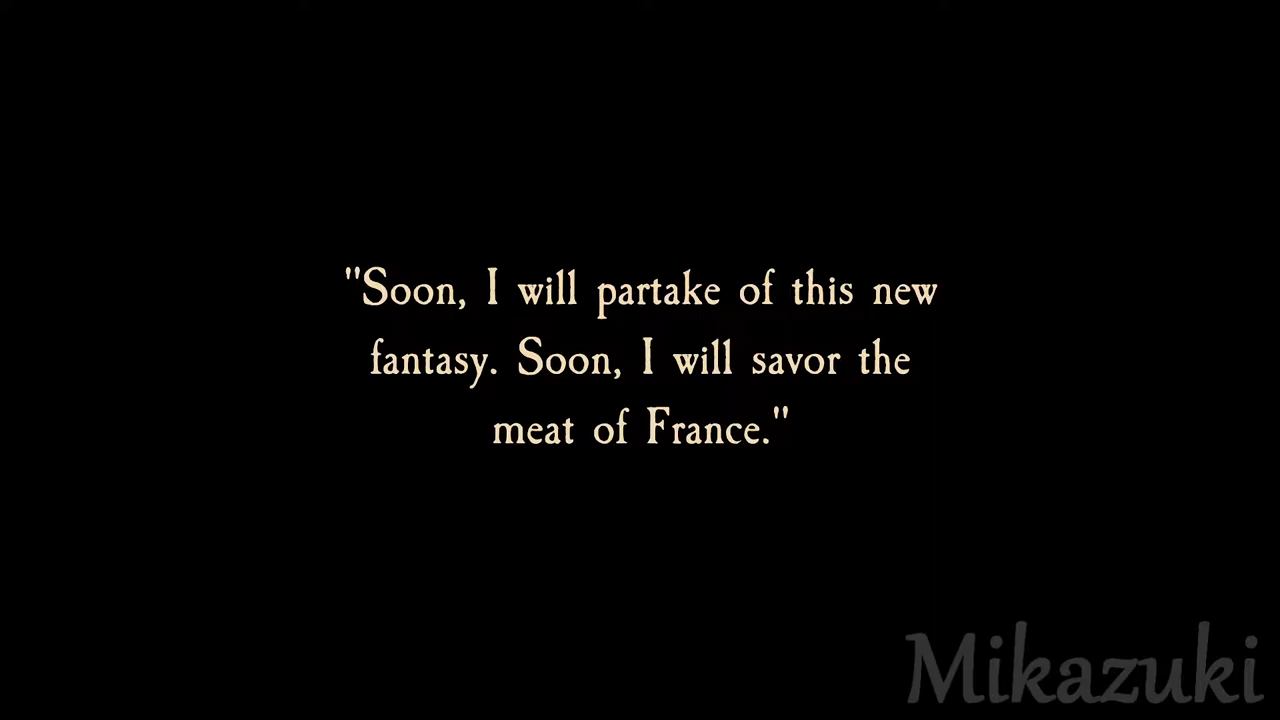 "Soon, I will partake of this new
fantasy. Soon, I will savor the
meat of France."
Mikazuki